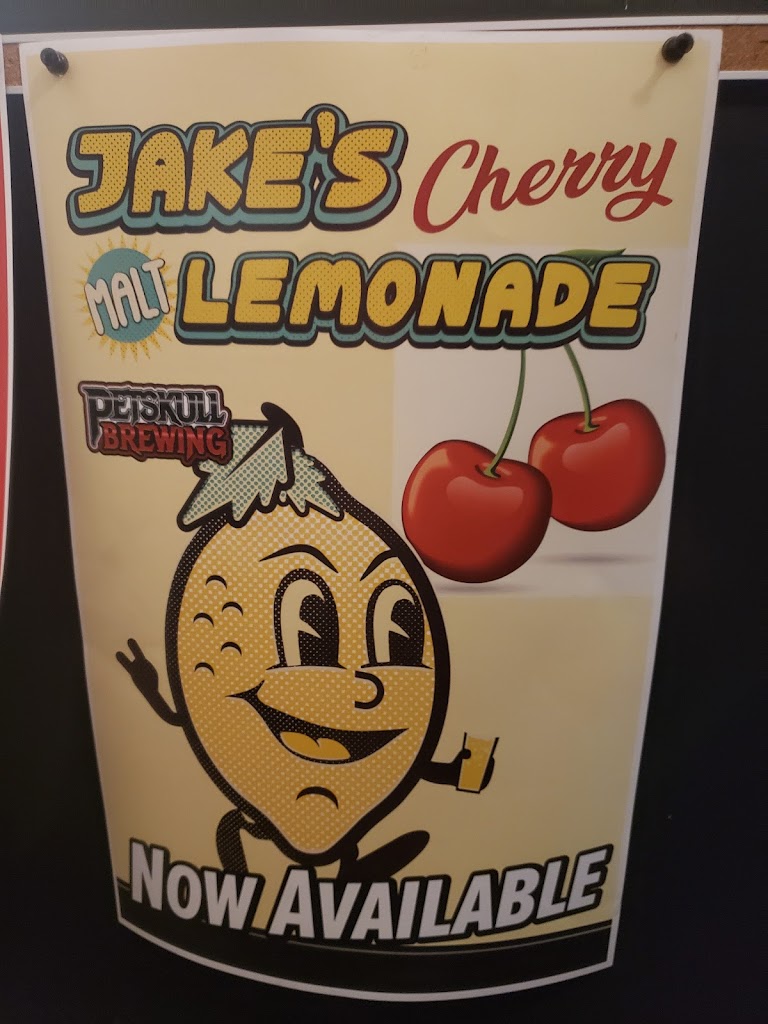 JAKE'S Cherry
MALT LEMONADE
PETSKULL
BREWING
NOW AVAILABLE